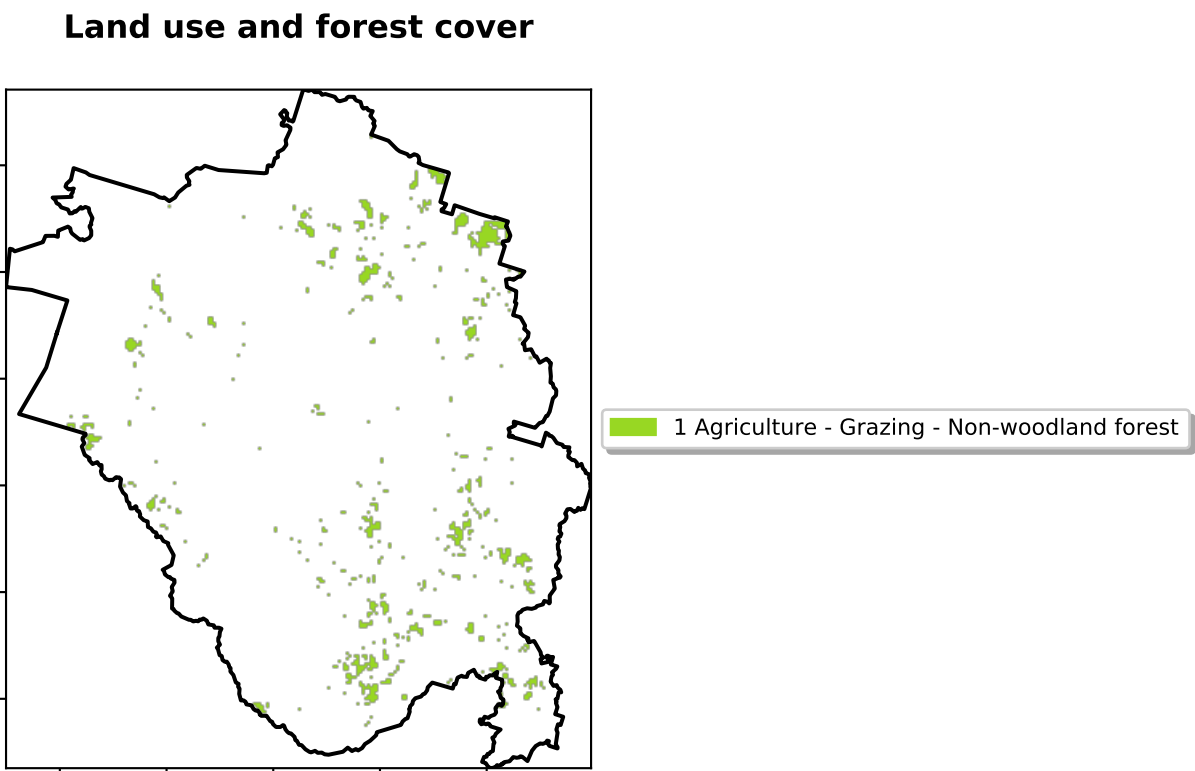 Land use and forest cover
1 Agriculture - Grazing - Non-woodland forest